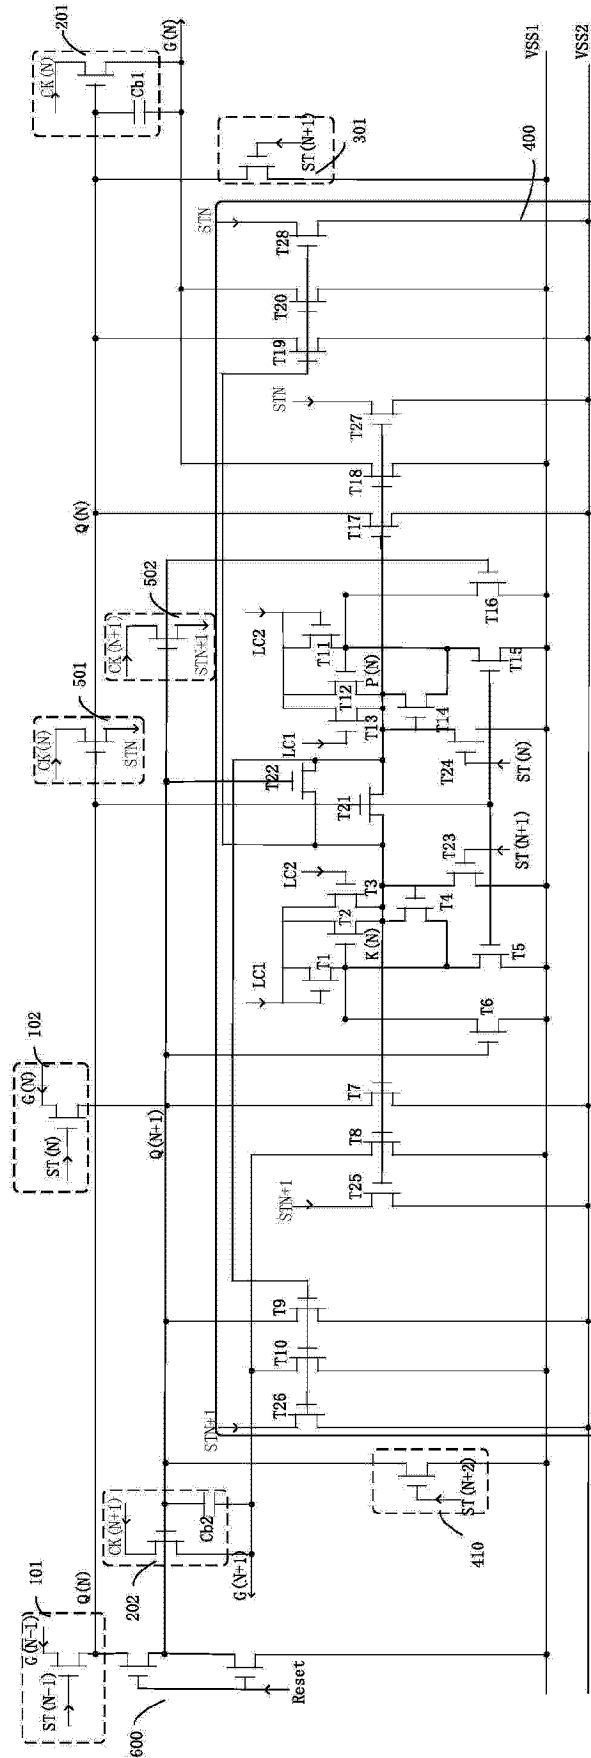 201
CK(N)
Cb1
G(N)
VSS1
VSS2
ST(N+1)
301
400
STN
T28
T20
T19
STN
T27
T18
T17
Q(N)
502
CK(N+1)
STN+1
501
CK(N)
STN
LC2
T11
T12
P(N)
T13
LC1
T14
T15
T16
T24
ST(N)
T22
T21
T23
ST(N+1)
LC2
T3
T2
K(N)
T4
LC1
T1
T5
T6
102
G(N)
ST(N)
Q(N+1)
T7
T8
T25
STN+1
T9
T10
T26
STN+1
ST(N+2)
410
CK(N+1)
Cb2
202
G(N+1)
101
Q(N)
G(N-1)
ST(N-1)
Reset
600